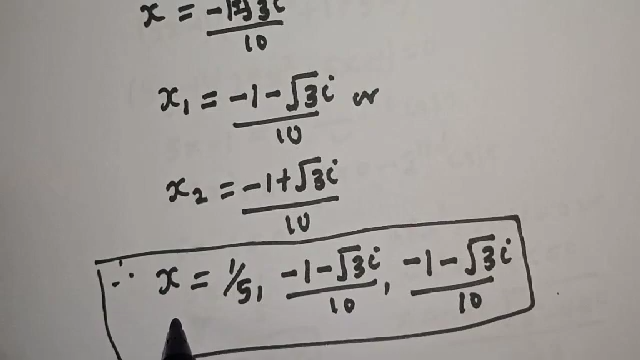 x = -1±√3i/10
x₁ = -1-√3i/10 or
x₂ = -1+√3i/10
∴ x = 1/5, -1-√3i/10, -1-√3i/10